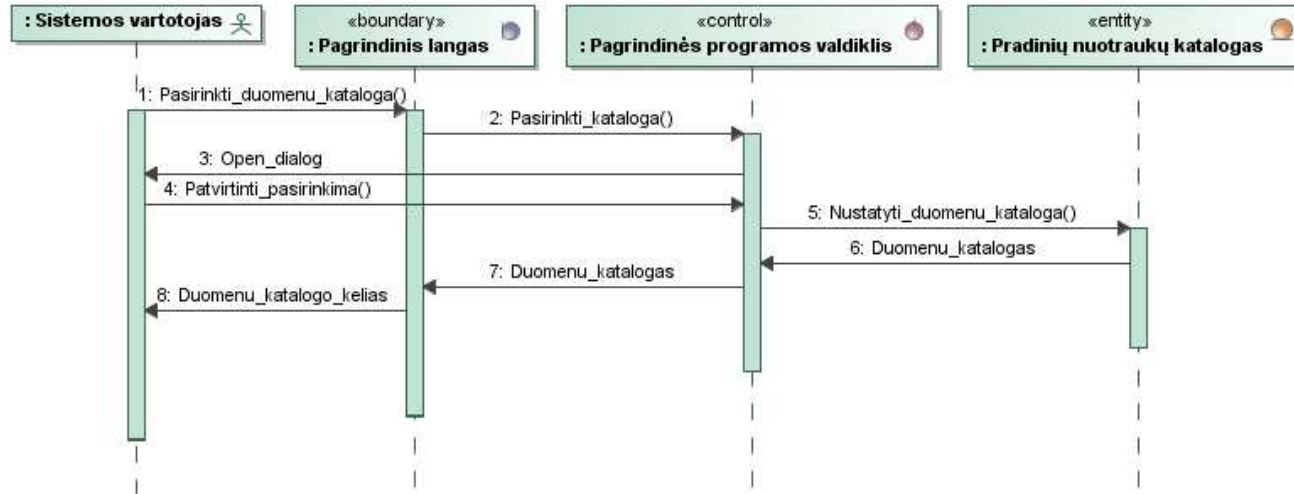 : Sistemos vartotojas
«boundary»
: Pagrindinis langas
«control»
: Pagrindinės programos valdiklis
«entity»
: Pradinių nuotraukų katalogas
1: Pasirinkti_duomenu_kataloga()
2: Pasirinkti_kataloga()
3: Open_dialog
4: Patvirtinti_pasirinkima()
5: Nustatyti_duomenu_kataloga()
6: Duomenu_katalogas
7: Duomenu_katalogas
8: Duomenu_katalogo_kelias